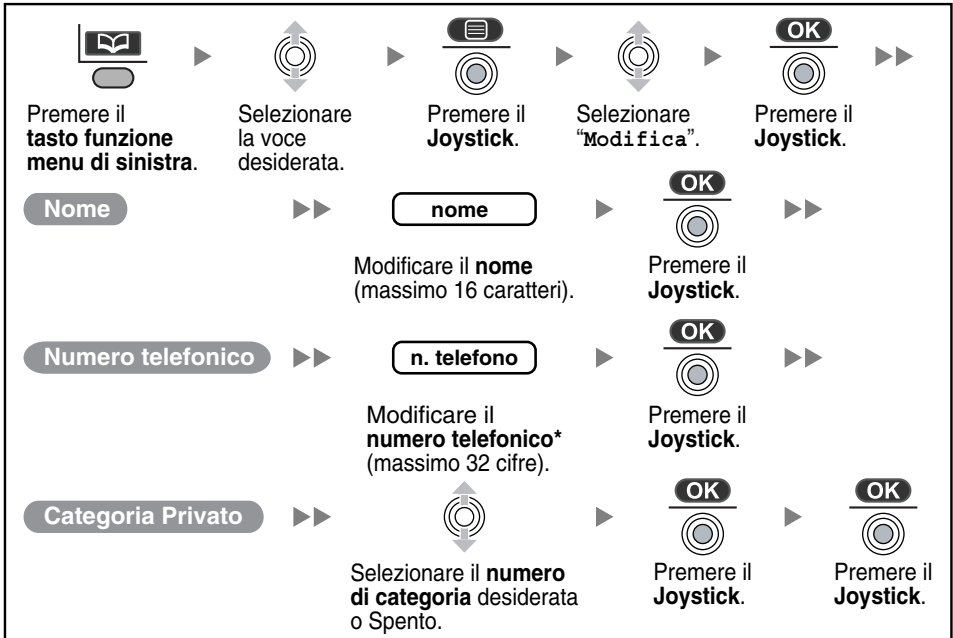 OK
Premere il
tasto funzione
menu di sinistra.
Selezionare
la voce
desiderata.
Premere il
Joystick.
Selezionare
“Modifica”.
Premere il
Joystick.
Nome
nome
OK
Modificare il nome
(massimo 16 caratteri).
Premere il
Joystick.
Numero telefonico
n. telefono
OK
Modificare il
numero telefonico*
(massimo 32 cifre).
Premere il
Joystick.
Categoria Privato
OK
OK
Selezionare il numero
di categoria desiderata
o Spento.
Premere il
Joystick.
Premere il
Joystick.